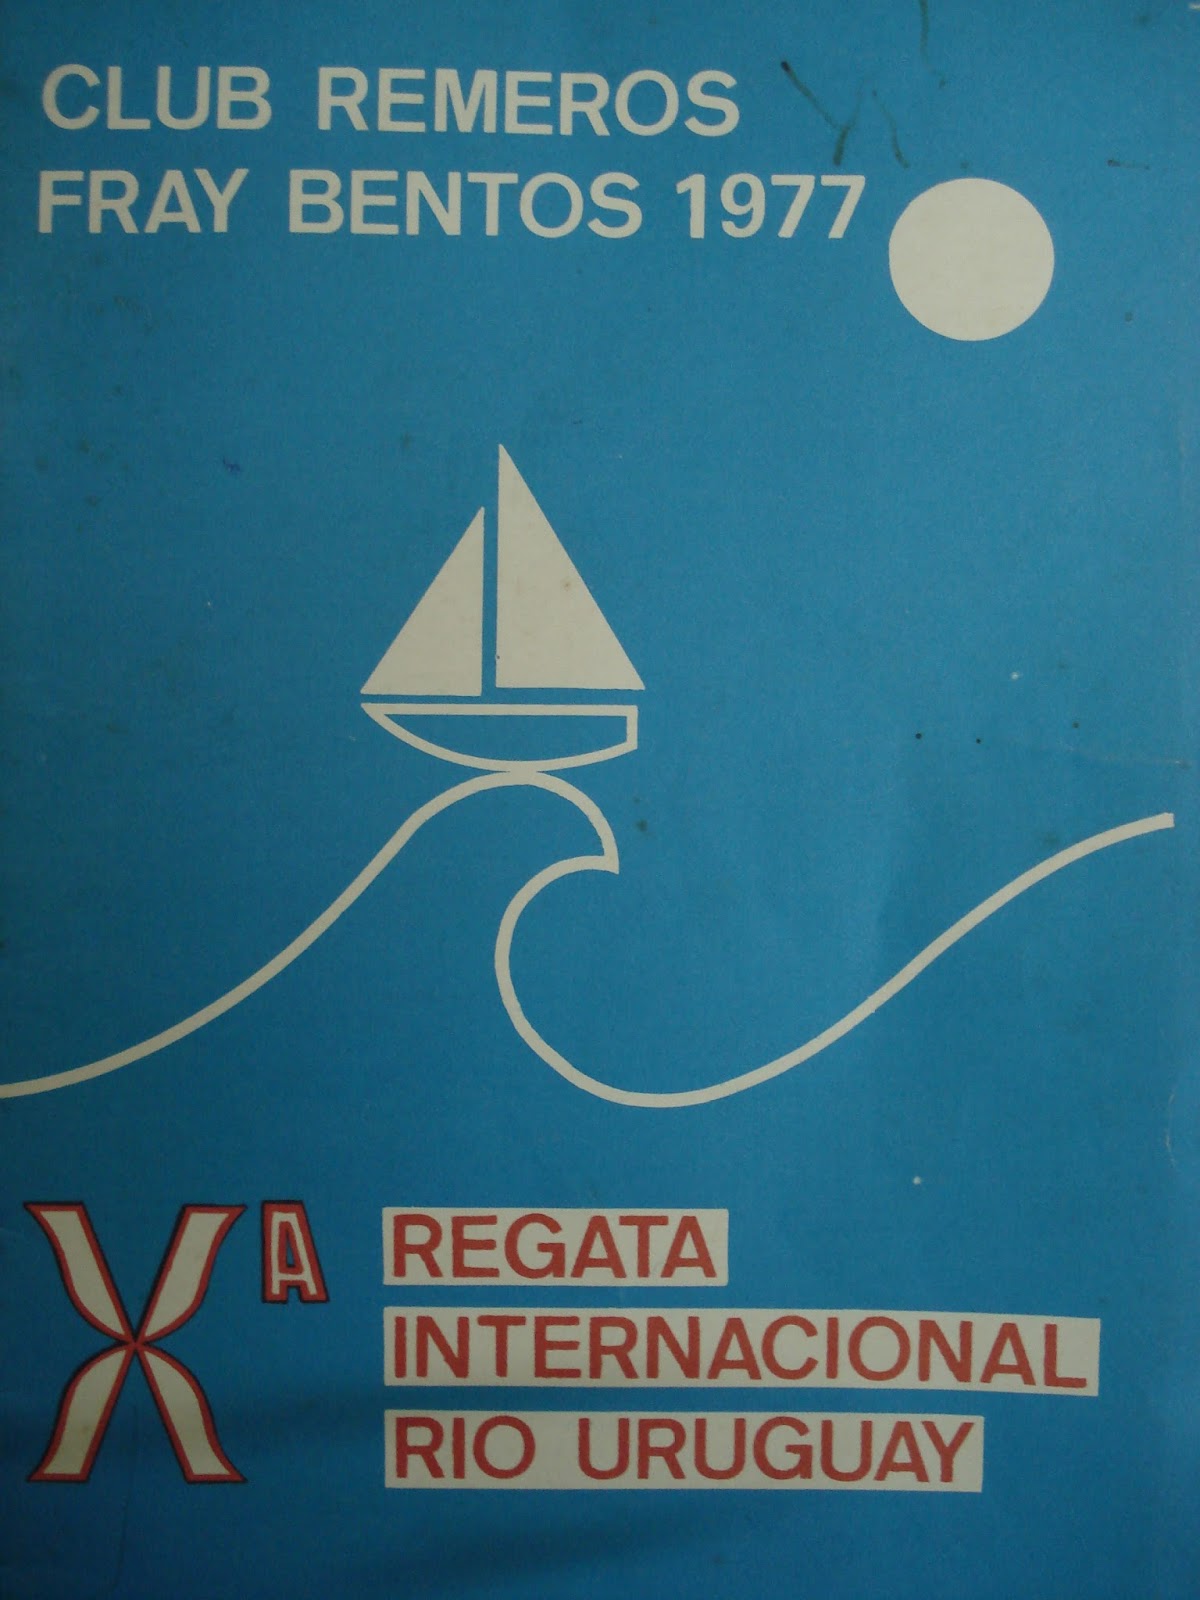 CLUB REMEROS
FRAY BENTOS 1977
Xᴬ REGATA
INTERNACIONAL
RIO URUGUAY